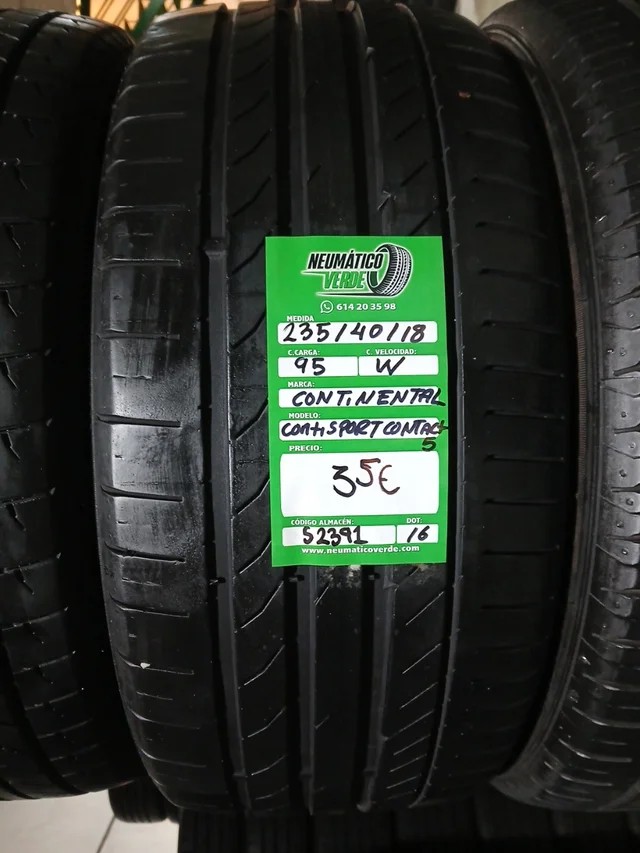 NEUMÁTICO
VERDE
614 20 35 98
MEDIDA
235/40/18
C.CARGA: C. VELOCIDAD:
95 W
MARCA:
CONTINENTAL
MODELO:
CONTISPORTCONTACT
5
PRECIO:
35€
CÓDIGO ALMACÉN: DOT:
52391 16
www.neumaticoverde.com